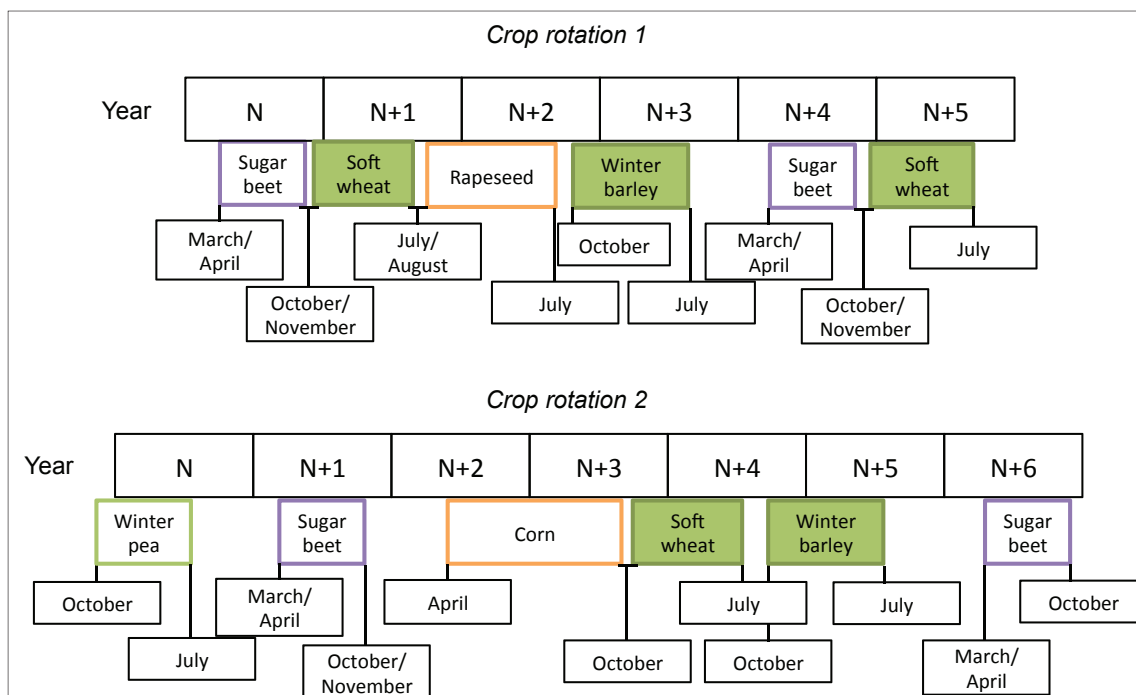 Crop rotation 1
Year N N+1 N+2 N+3 N+4 N+5
Sugar
beet
Soft
wheat
Rapeseed
Winter
barley
Sugar
beet
Soft
wheat
March/
April
October/
November
July/
August
July
October
July
March/
April
October/
November
July
Crop rotation 2
Year N N+1 N+2 N+3 N+4 N+5 N+6
Winter
pea
Sugar
beet
Corn
Soft
wheat
Winter
barley
Sugar
beet
October
July
March/
April
October/
November
April
October
July
October
July
March/
April
October